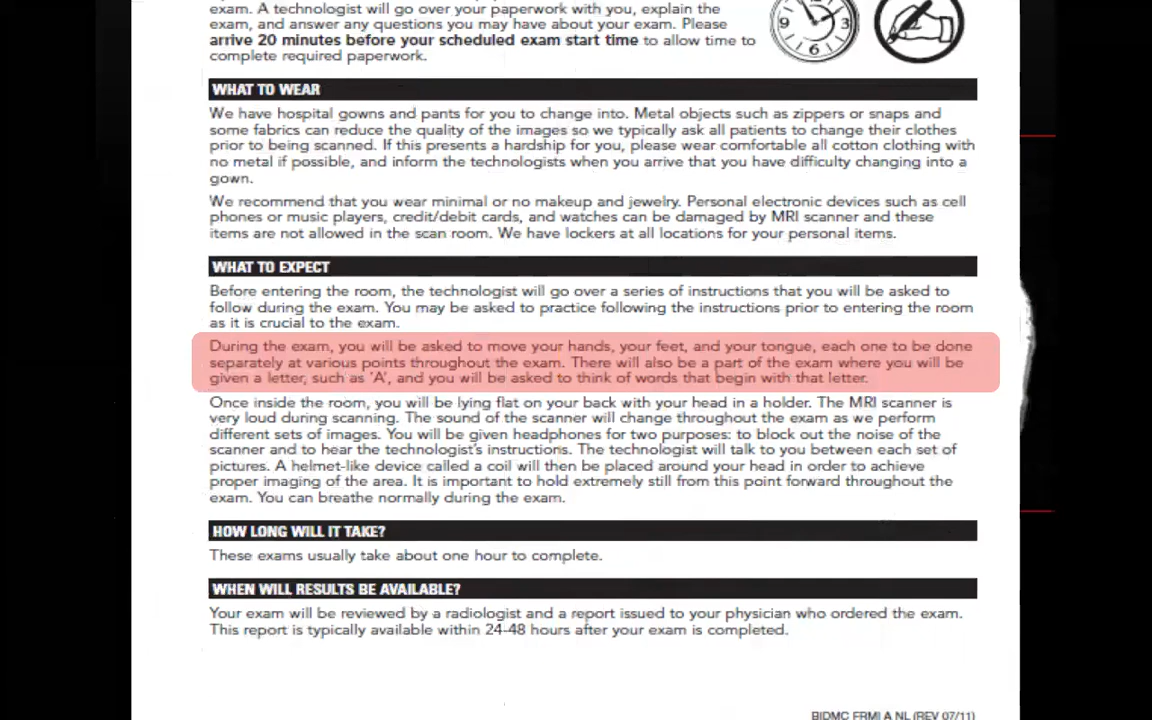 exam. A technologist will go over your paperwork with you, explain the
exam, and answer any questions you may have about your exam. Please
arrive 20 minutes before your scheduled exam start time to allow time to
complete required paperwork.
9 3 6
WHAT TO WEAR
We have hospital gowns and pants for you to change into. Metal objects such as zippers or snaps and
some fabrics can reduce the quality of the images so we typically ask all patients to change their clothes
prior to being scanned. If this presents a hardship for you, please wear comfortable all cotton clothing with
no metal if possible, and inform the technologists when you arrive that you have difficulty changing into a
gown.
We recommend that you wear minimal or no makeup and jewelry. Personal electronic devices such as cell
phones or music players, credit/debit cards, and watches can be damaged by MRI scanner and these
items are not allowed in the scan room. We have lockers at all locations for your personal items.
WHAT TO EXPECT
Before entering the room, the technologist will go over a series of instructions that you will be asked to
follow during the exam. You may be asked to practice following the instructions prior to entering the room
as it is crucial to the exam.
During the exam, you will be asked to move your hands, your feet, and your tongue, each one to be done
separately at various points throughout the exam. There will also be a part of the exam where you will be
given a letter, such as 'A', and you will be asked to think of words that begin with that letter.
Once inside the room, you will be lying flat on your back with your head in a holder. The MRI scanner is
very loud during scanning. The sound of the scanner will change throughout the exam as we perform
different sets of images. You will be given headphones for two purposes: to block out the noise of the
scanner and to hear the technologist's instructions. The technologist will talk to you between each set of
pictures. A helmet-like device called a coil will then be placed around your head in order to achieve
proper imaging of the area. It is important to hold extremely still from this point forward throughout the
exam. You can breathe normally during the exam.
HOW LONG WILL IT TAKE?
These exams usually take about one hour to complete.
WHEN WILL RESULTS BE AVAILABLE?
Your exam will be reviewed by a radiologist and a report issued to your physician who ordered the exam.
This report is typically available within 24-48 hours after your exam is completed.
BIDMC FRMI A NL (REV 07/11)